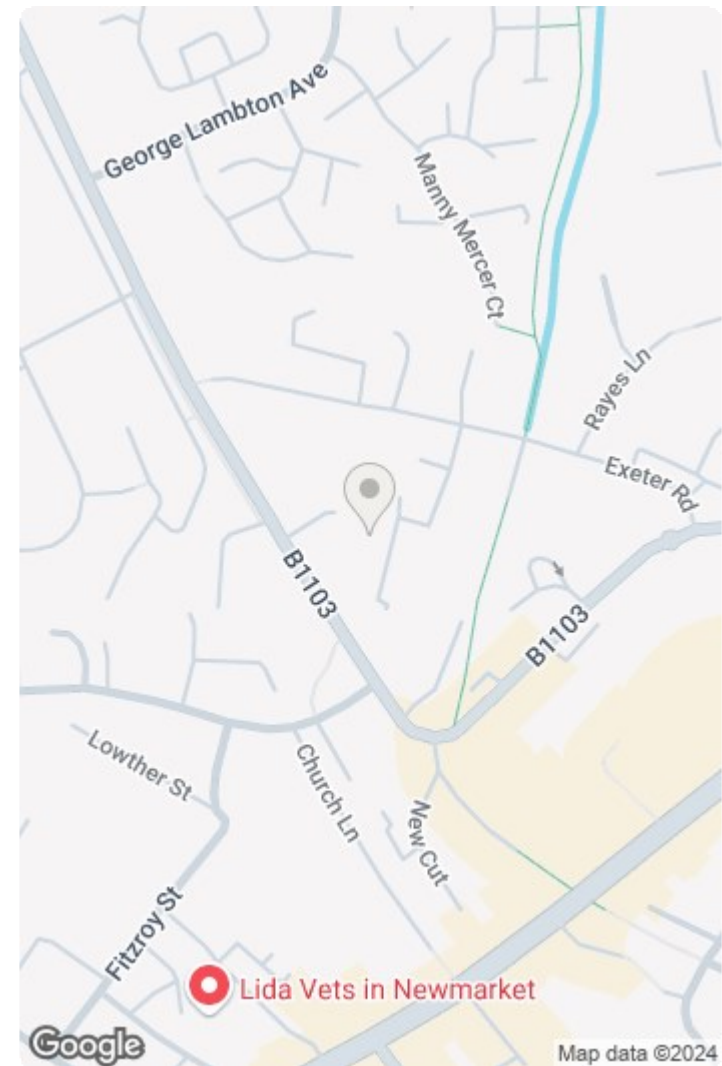 George Lambton Ave
Manny Mercer Ct
Rayes Ln
Exeter Rd
B1103
B1103
Lowther St
Church Ln
New Cut
Fitzroy St
Lida Vets in Newmarket
Google
Map data ©2024